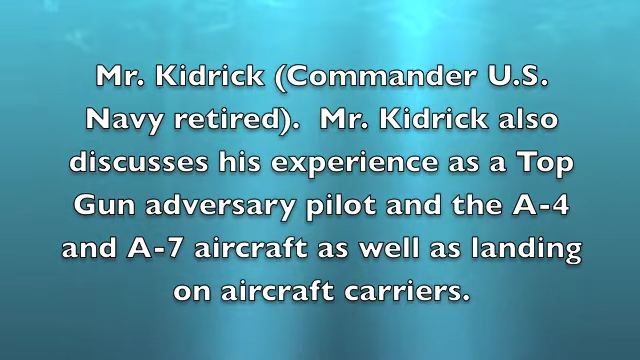 Mr. Kidrick (Commander U.S.
Navy retired).  Mr. Kidrick also
discusses his experience as a Top
Gun adversary pilot and the A-4
and A-7 aircraft as well as landing
on aircraft carriers.